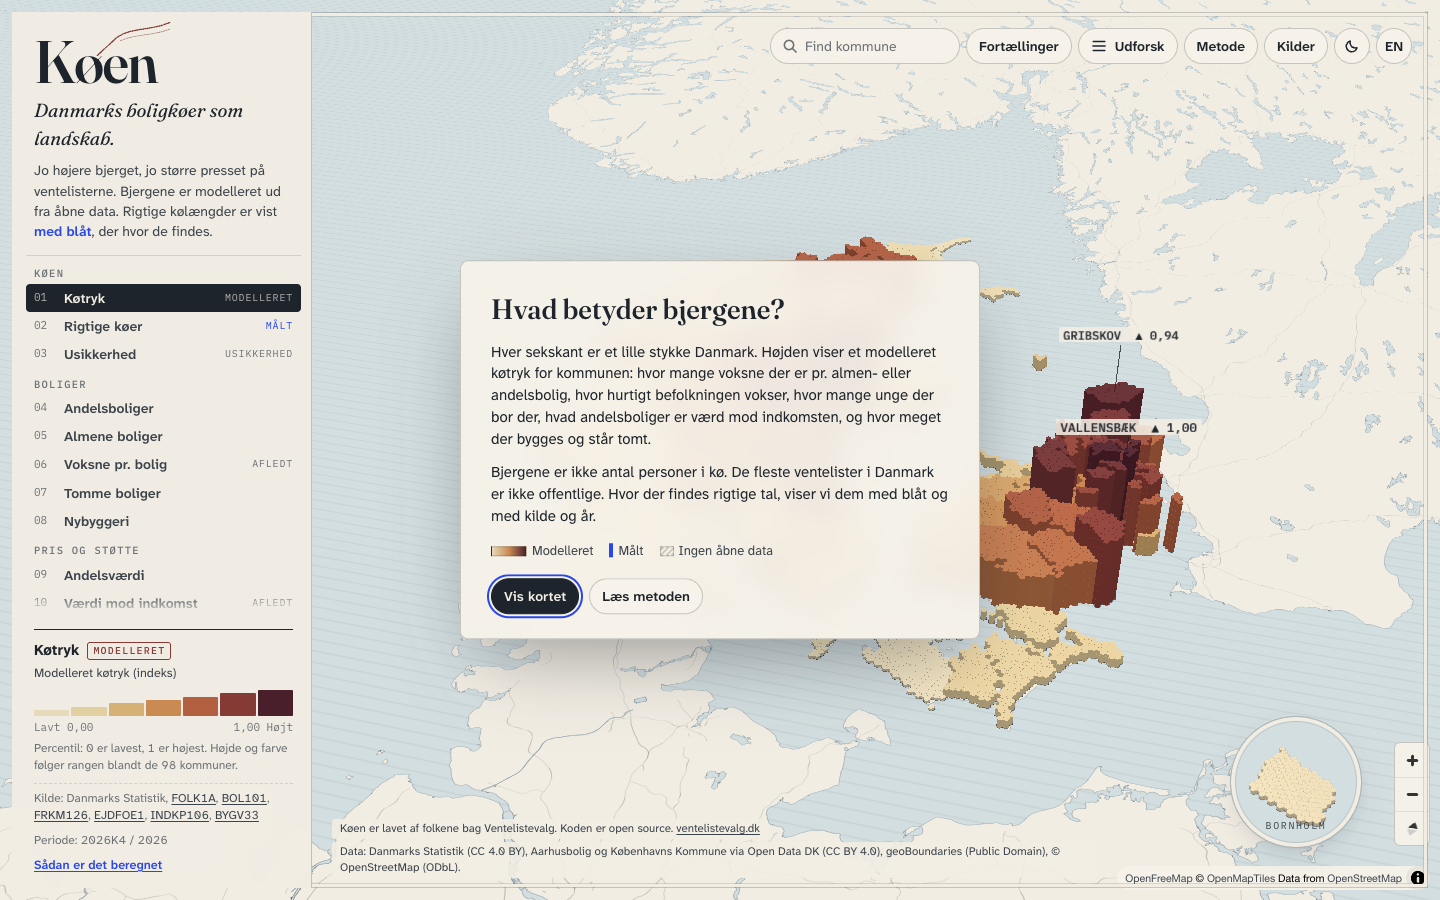 Køen
Danmarks boligkøer som
landskab.
Jo højere bjerget, jo større presset på
ventelisterne. Bjergene er modelleret ud
fra åbne data. Rigtige kølængder er vist
med blåt, der hvor de findes.
KØEN
01 Køtryk MODELLERET
02 Rigtige køer MÅLT
03 Usikkerhed USIKKERHED
BOLIGER
04 Andelsboliger
05 Almene boliger
06 Voksne pr. bolig AFLEDT
07 Tomme boliger
08 Nybyggeri
PRIS OG STØTTE
09 Andelsværdi
10 Værdi mod indkomst AFLEDT
Køtryk MODELLERET
Modelleret køtryk (indeks)
Lavt 0,00 1,00 Højt
Percentil: 0 er lavest, 1 er højest. Højde og farve
følger rangen blandt de 98 kommuner.
Kilde: Danmarks Statistik, FOLK1A, BOL101,
FRKM126, EJDFOE1, INDKP106, BYGV33
Periode: 2026K4 / 2026
Sådan er det beregnet
Find kommune
Fortællinger
Udforsk
Metode
Kilder
EN
Hvad betyder bjergene?
Hver sekskant er et lille stykke Danmark. Højden viser et modelleret
køtryk for kommunen: hvor mange voksne der er pr. almen- eller
andelsbolig, hvor hurtigt befolkningen vokser, hvor mange unge der
bor der, hvad andelsboliger er værd mod indkomsten, og hvor meget
der bygges og står tomt.
Bjergene er ikke antal personer i kø. De fleste ventelister i Danmark
er ikke offentlige. Hvor der findes rigtige tal, viser vi dem med blåt og
med kilde og år.
Modelleret Målt Ingen åbne data
Vis kortet Læs metoden
GRIBSKOV ▲ 0,94
VALLENSBÆK ▲ 1,00
BORNHOLM
Køen er lavet af folkene bag Ventelistevalg. Koden er open source. ventelistevalg.dk
Data: Danmarks Statistik (CC 4.0 BY), Aarhusbolig og Københavns Kommune via Open Data DK (CC BY 4.0), geoBoundaries (Public Domain), ©
OpenStreetMap (ODbL).
OpenFreeMap © OpenMapTiles Data from OpenStreetMap